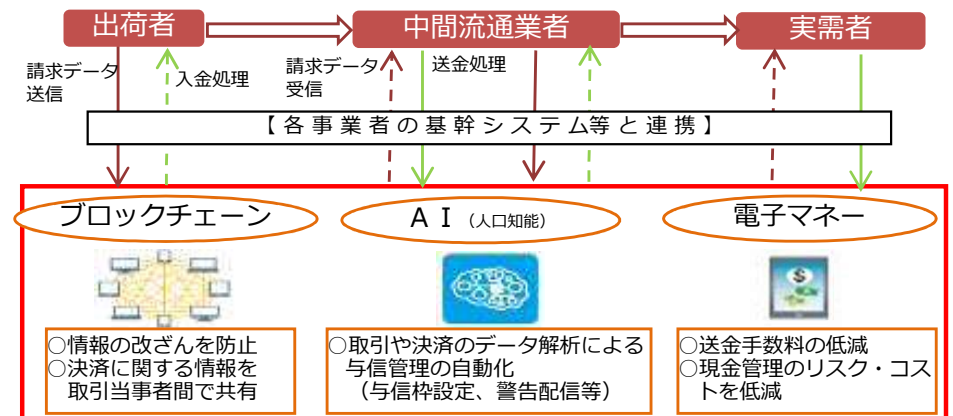 出荷者
中間流通業者
実需者
請求データ
送信
入金処理
請求データ
受信
送金処理
【各事業者の基幹システム等と連携】
ブロックチェーン
ＡＩ（人口知能）
電子マネー
○情報の改ざんを防止
○決済に関する情報を
取引当事者間で共有
○取引や決済のデータ解析による
与信管理の自動化
（与信枠設定、警告配信等）
○送金手数料の低減
○現金管理のリスク・コス
トを低減